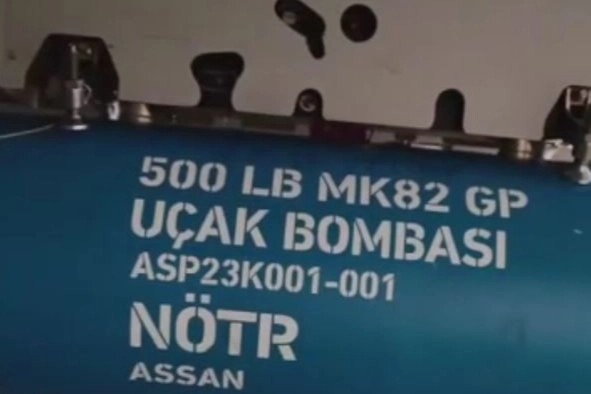 500 LB MK82 GP
UÇAK BOMBASI
ASP23K001-001
NÖTR
ASSAN